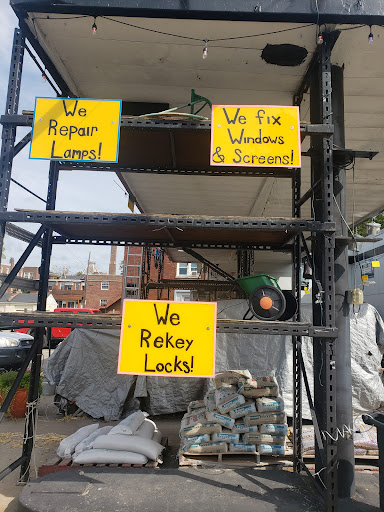 We
Repair
Lamps!
We fix
Windows
& Screens!
We
Rekey
Locks!